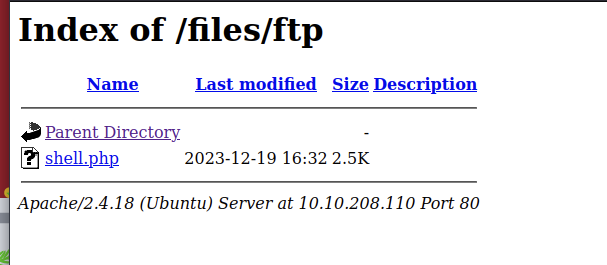 Index of /files/ftp
Name Last modified Size Description
Parent Directory -
shell.php 2023-12-19 16:32 2.5K
Apache/2.4.18 (Ubuntu) Server at 10.10.208.110 Port 80